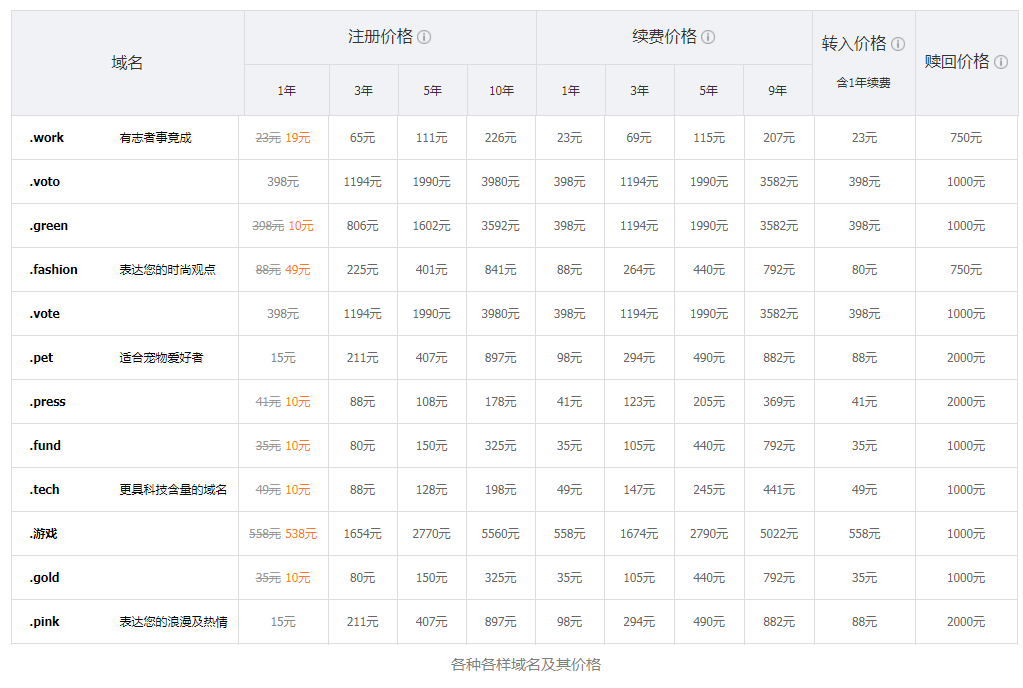 域名 注册价格 续费价格 转入价格 含1年续费 赎回价格
1年 3年 5年 10年 1年 3年 5年 9年
.work 有志者事竟成 23元 19元 65元 111元 226元 23元 69元 115元 207元 23元 750元
.voto 398元 1194元 1990元 3980元 398元 1194元 1990元 3582元 398元 1000元
.green 398元 10元 806元 1602元 3592元 398元 1194元 1990元 3582元 398元 1000元
.fashion 表达您的时尚观点 88元 49元 225元 401元 841元 88元 264元 440元 792元 80元 750元
.vote 398元 1194元 1990元 3980元 398元 1194元 1990元 3582元 398元 1000元
.pet 适合宠物爱好者 15元 211元 407元 897元 98元 294元 490元 882元 88元 2000元
.press 41元 10元 88元 108元 178元 41元 123元 205元 369元 41元 2000元
.fund 35元 10元 80元 150元 325元 35元 105元 440元 792元 35元 1000元
.tech 更具科技含量的域名 49元 10元 88元 128元 198元 49元 147元 245元 441元 49元 1000元
.游戏 558元 538元 1654元 2770元 5560元 558元 1674元 2790元 5022元 558元 1000元
.gold 35元 10元 80元 150元 325元 35元 105元 440元 792元 35元 1000元
.pink 表达您的浪漫及热情 15元 211元 407元 897元 98元 294元 490元 882元 88元 2000元
各种各样域名及其价格